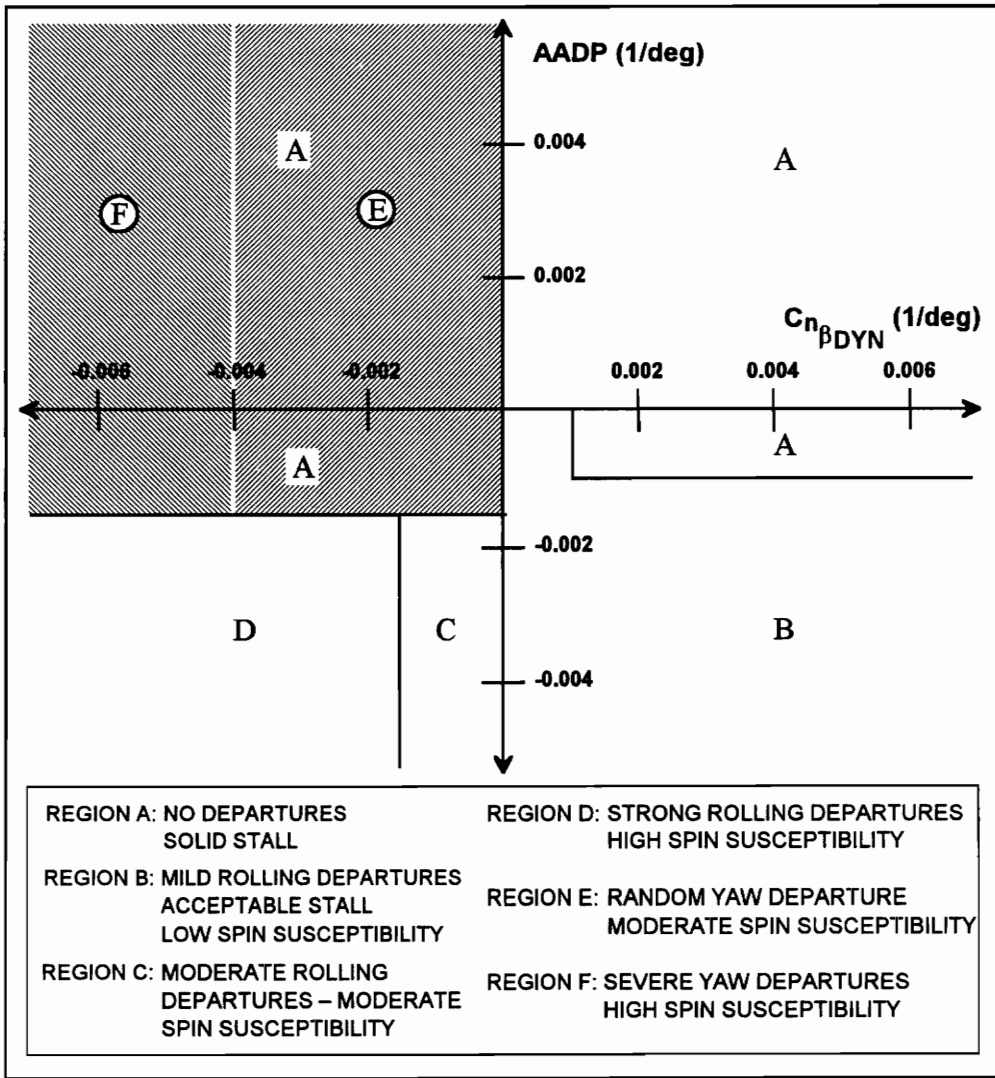 AADP (1/deg)
0.004
A
A
F
E
0.002
CnβDYN (1/deg)
-0.006
-0.004
-0.002
0.002
0.004
0.006
A
A
-0.002
D
C
B
-0.004
REGION A: NO DEPARTURES
SOLID STALL
REGION B: MILD ROLLING DEPARTURES
ACCEPTABLE STALL
LOW SPIN SUSCEPTIBILITY
REGION C: MODERATE ROLLING
DEPARTURES – MODERATE
SPIN SUSCEPTIBILITY
REGION D: STRONG ROLLING DEPARTURES
HIGH SPIN SUSCEPTIBILITY
REGION E: RANDOM YAW DEPARTURE
MODERATE SPIN SUSCEPTIBILITY
REGION F: SEVERE YAW DEPARTURES
HIGH SPIN SUSCEPTIBILITY